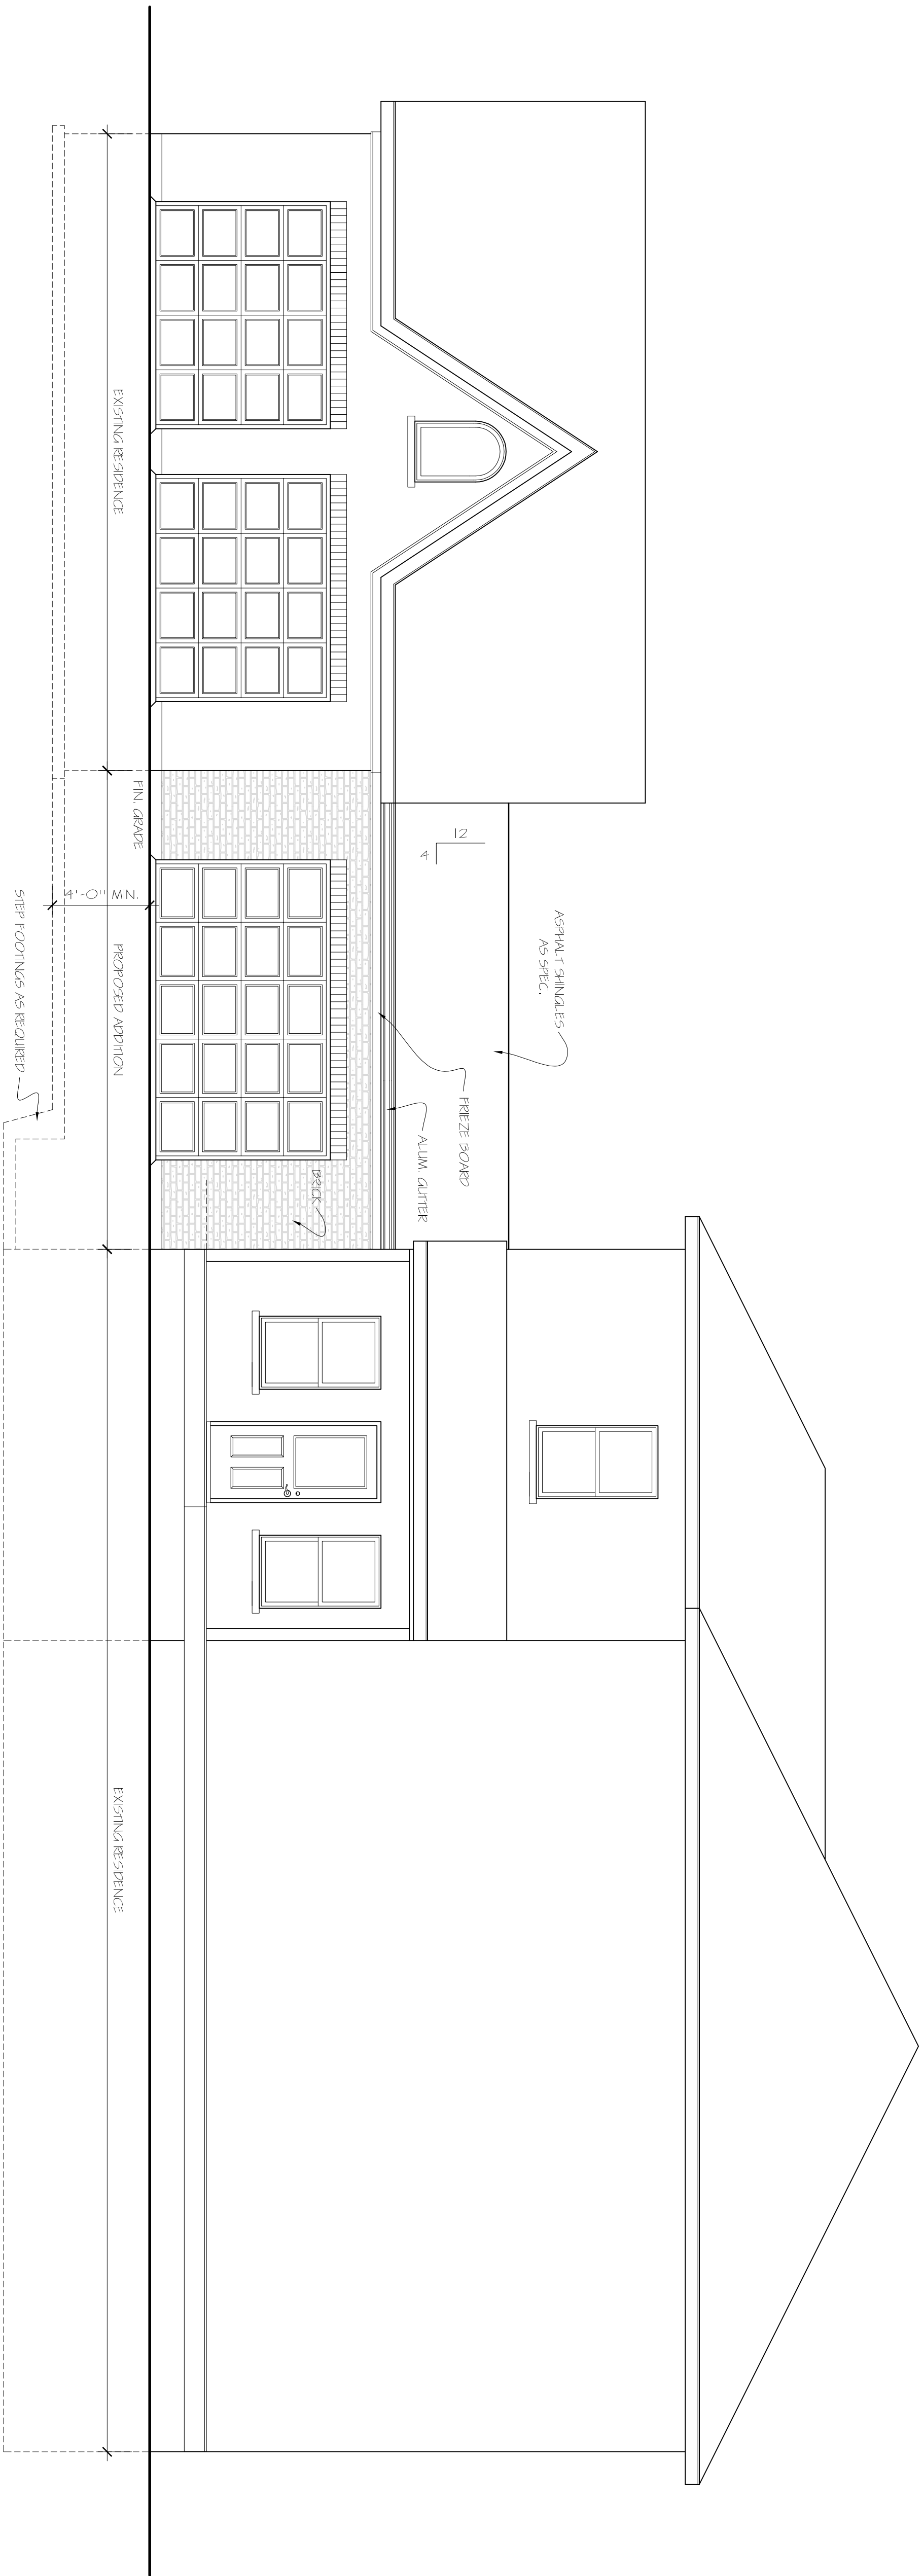 ASPHALT SHINGLES
AS SPEC.
12
4
FRIEZE BOARD
ALUM. GUTTER
BRICK
FIN. GRADE
EXISTING RESIDENCE
PROPOSED ADDITION
EXISTING RESIDENCE
4'-0" MIN.
STEP FOOTINGS AS REQUIRED